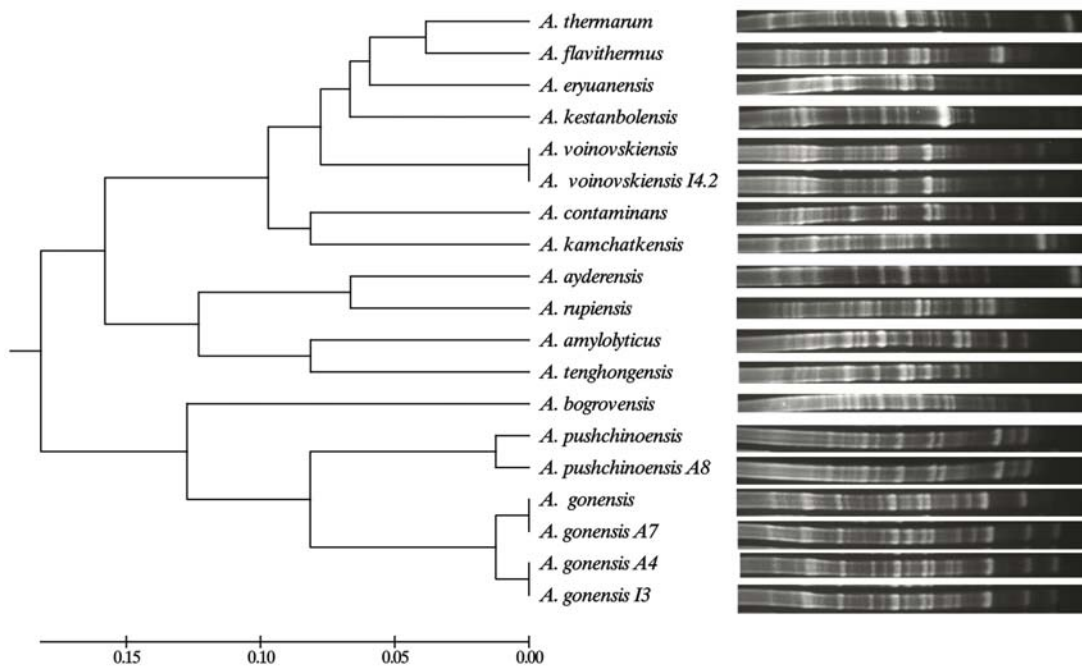 A. thermarum
A. flavithermus
A. eryuanensis
A. kestanbolensis
A. voinovskiensis
A. voinovskiensis I4.2
A. contaminans
A. kamchatkensis
A. ayderensis
A. rupiensis
A. amylolyticus
A. tenghongensis
A. bogrovensis
A. pushchinoensis
A. pushchinoensis A8
A. gonensis
A. gonensis A7
A. gonensis A4
A. gonensis I3
0.15 0.10 0.05 0.00